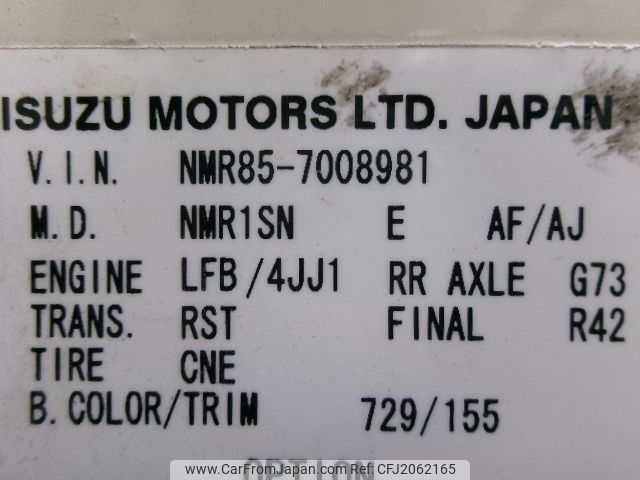 ISUZU MOTORS LTD. JAPAN
V.I.N. NMR85-7008981
M.D. NMR1SN E AF/AJ
ENGINE LFB/4JJ1 RR AXLE G73
TRANS. RST FINAL R42
TIRE CNE
B.COLOR/TRIM 729/155
OPTION
www.CarFromJapan.com CFJ2062165